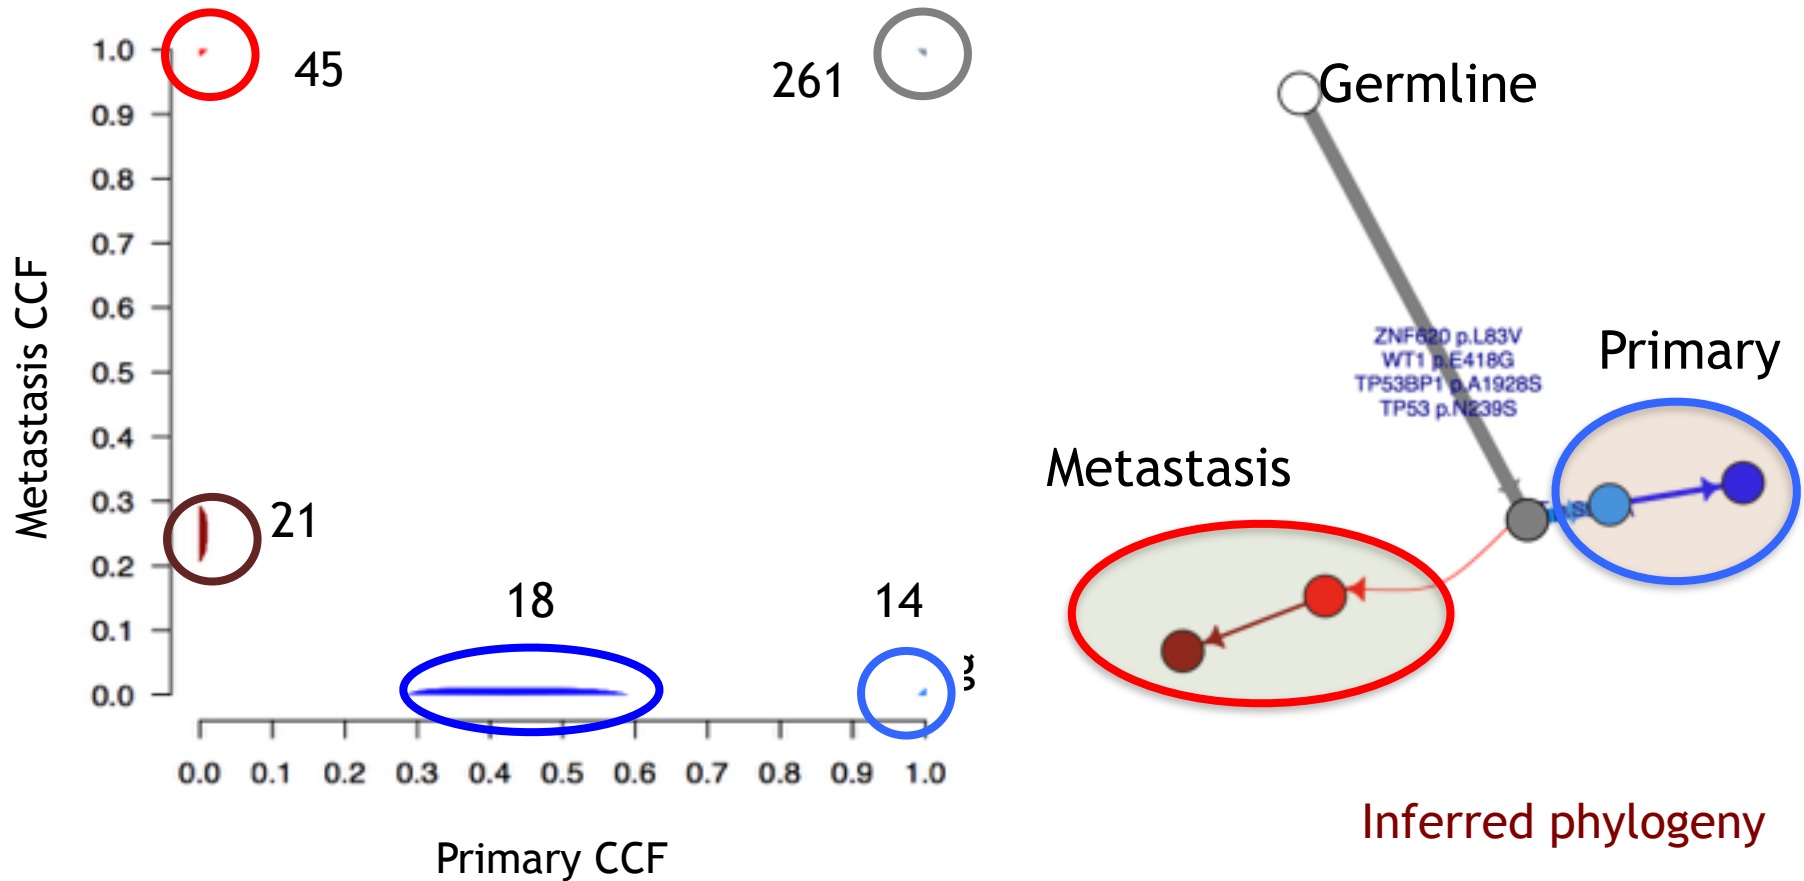 1.0
0.9
0.8
0.7
0.6
0.5
0.4
0.3
0.2
0.1
0.0
Metastasis CCF
45
261
21
18
14
g
0.0 0.1 0.2 0.3 0.4 0.5 0.6 0.7 0.8 0.9 1.0
Primary CCF
Germline
ZNF620 p.L83V
WT1 p.E418G
TP53BP1 p.A1928S
TP53 p.N239S
Primary
Metastasis
Inferred phylogeny